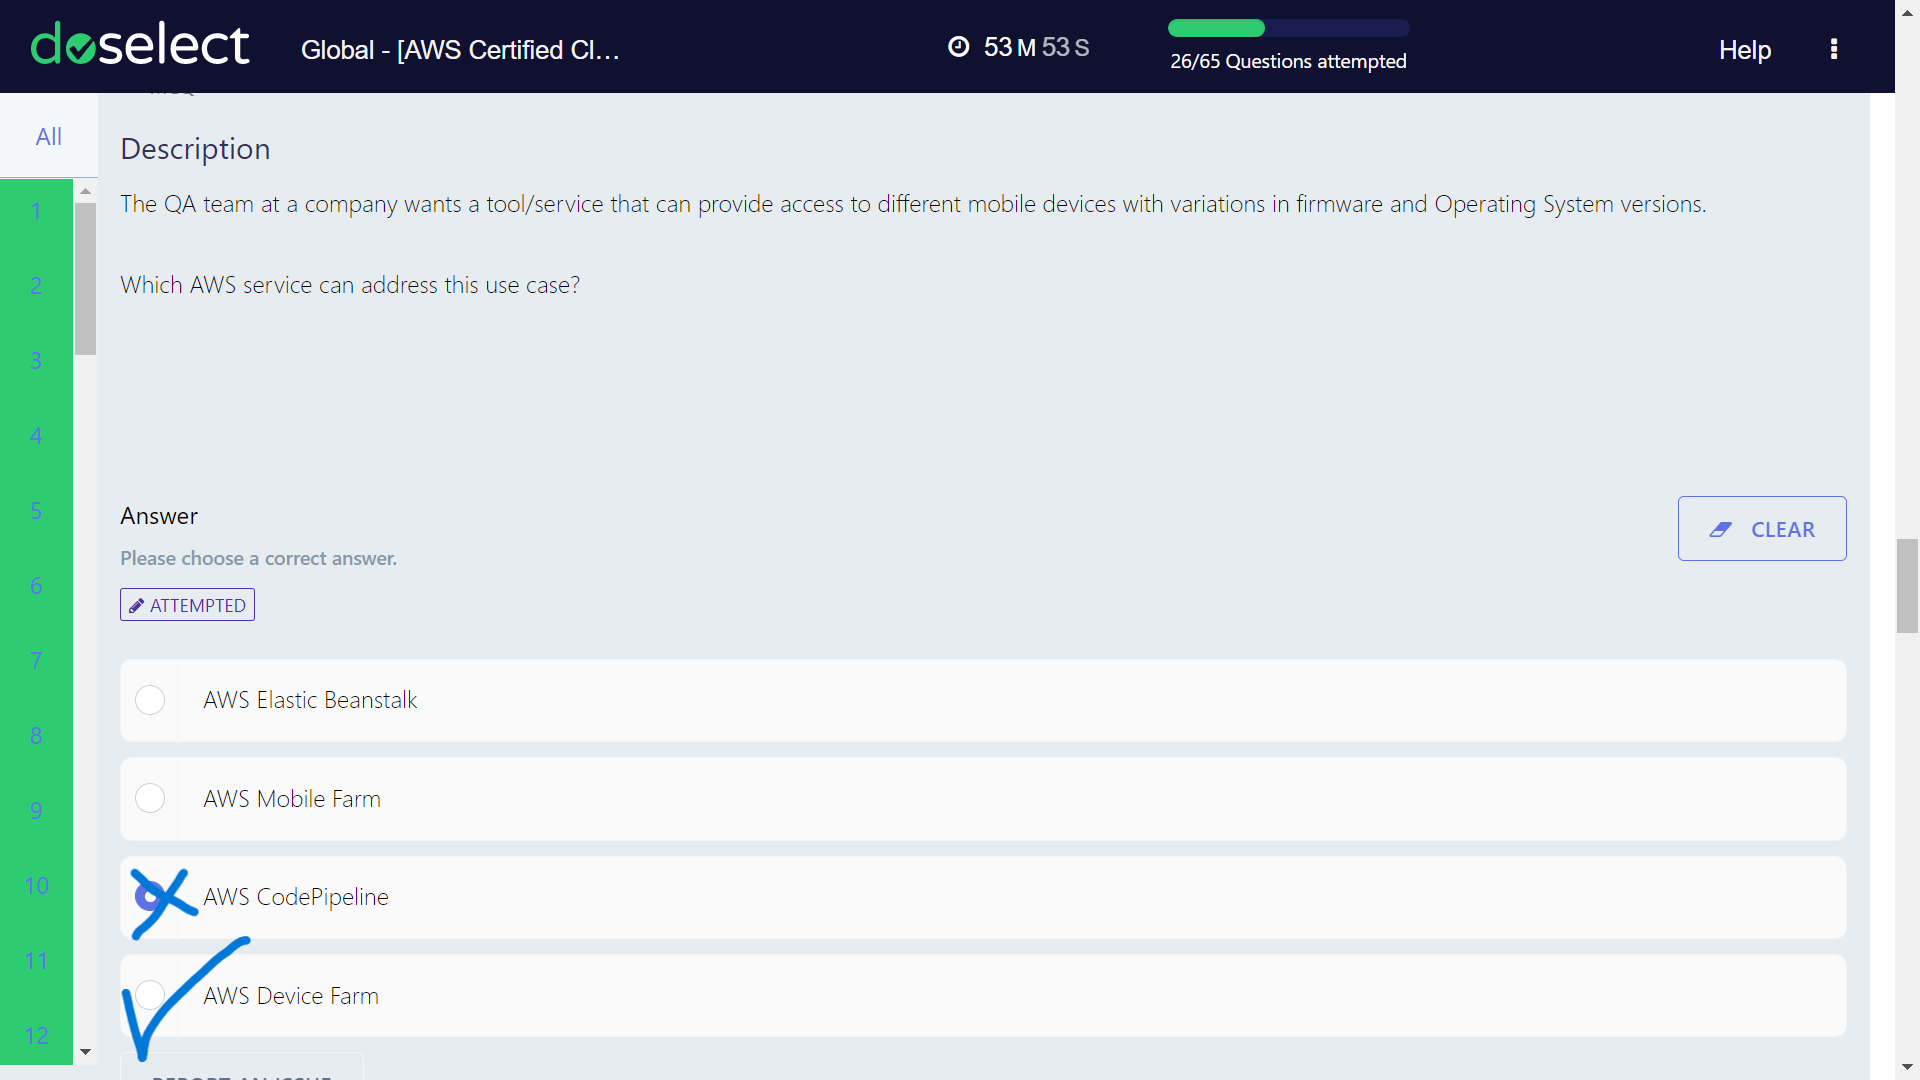 doselect
Global - [AWS Certified Cl...
53 M 53 S
26/65 Questions attempted
Help
All
1
2
3
4
5
6
7
8
9
10
11
12
Description
The QA team at a company wants a tool/service that can provide access to different mobile devices with variations in firmware and Operating System versions.
Which AWS service can address this use case?
Answer
Please choose a correct answer.
CLEAR
ATTEMPTED
AWS Elastic Beanstalk
AWS Mobile Farm
AWS CodePipeline
AWS Device Farm
REPORT AN ISSUE